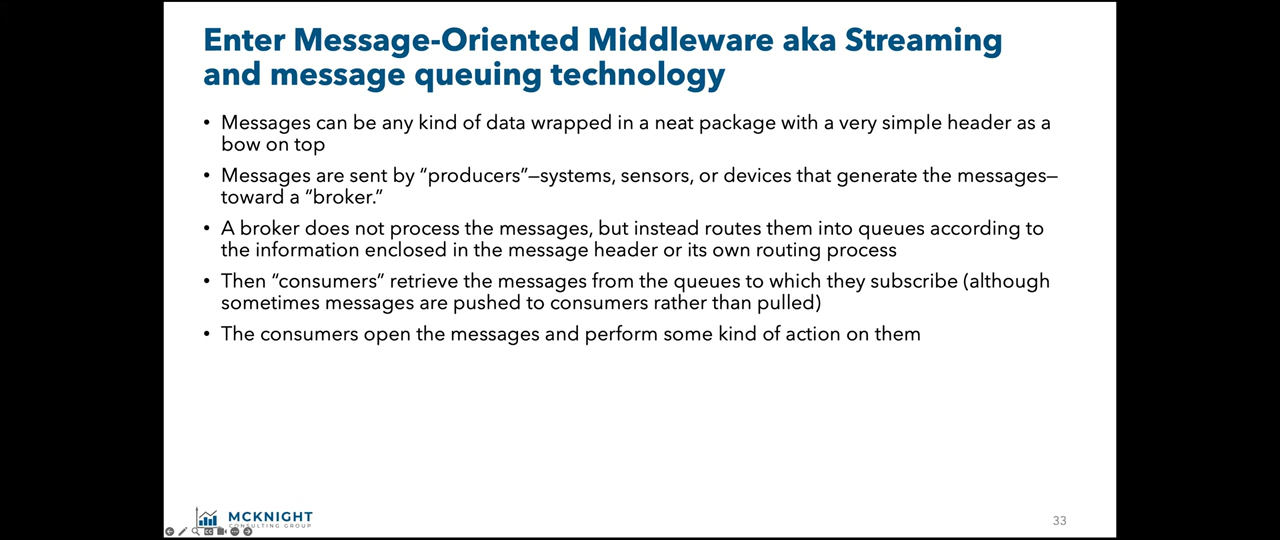 Enter Message-Oriented Middleware aka Streaming
and message queuing technology
• Messages can be any kind of data wrapped in a neat package with a very simple header as a
bow on top
• Messages are sent by “producers”—systems, sensors, or devices that generate the messages—
toward a “broker.”
• A broker does not process the messages, but instead routes them into queues according to
the information enclosed in the message header or its own routing process
• Then “consumers” retrieve the messages from the queues to which they subscribe (although
sometimes messages are pushed to consumers rather than pulled)
• The consumers open the messages and perform some kind of action on them
MCKNIGHT
CONSULTING GROUP
33